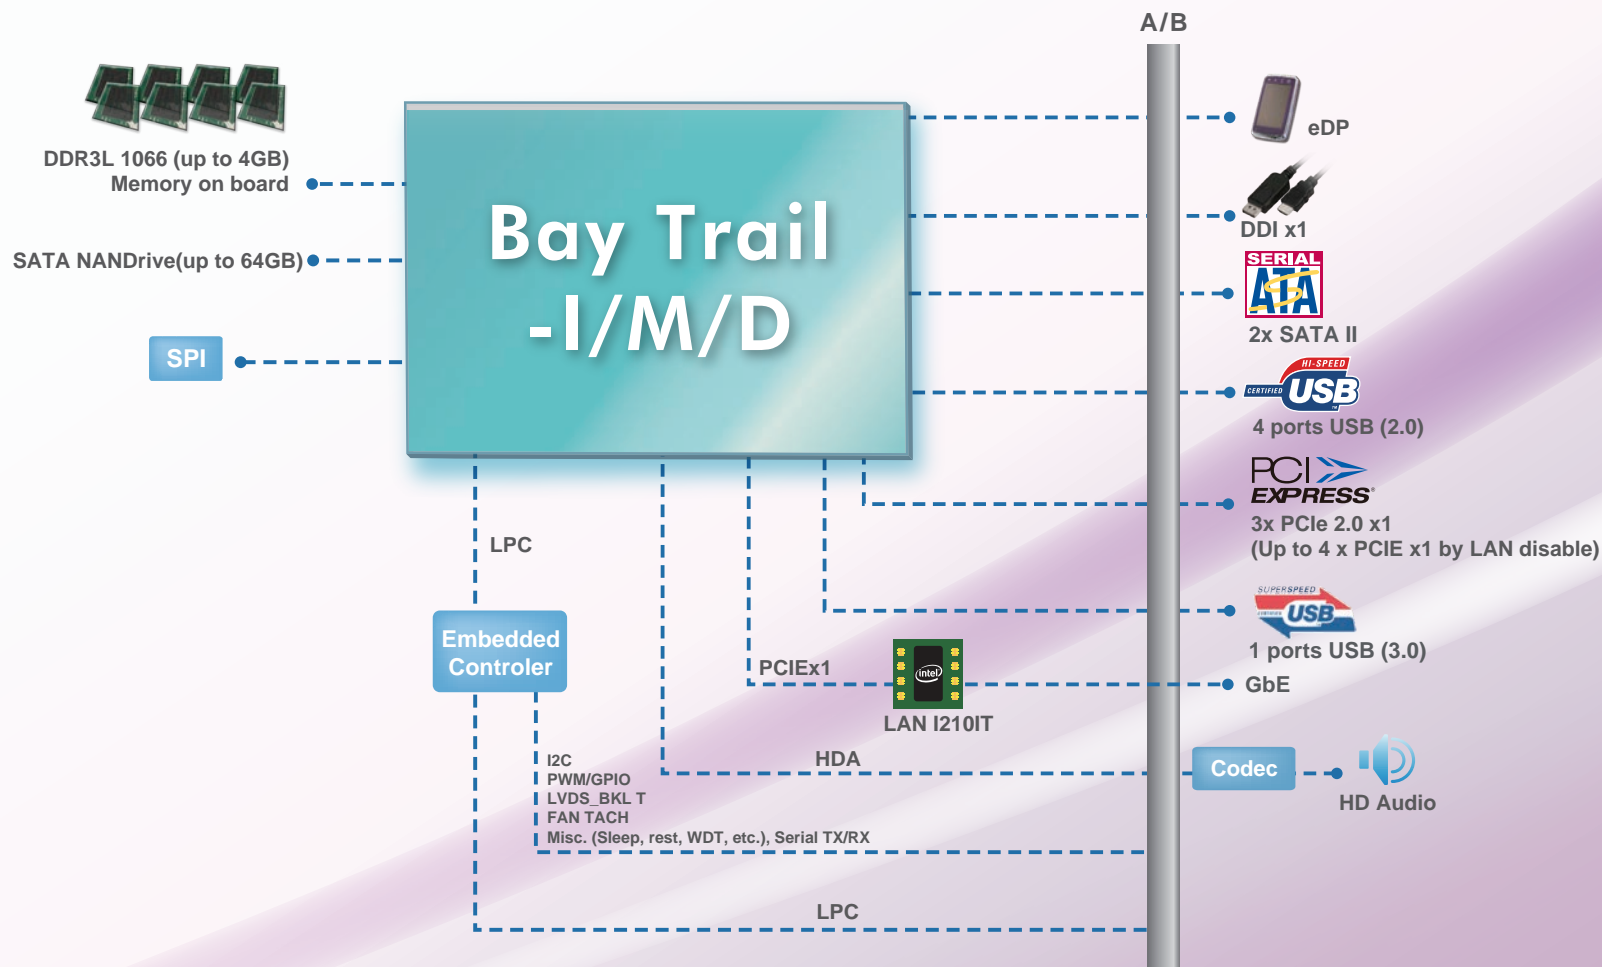 A/B
DDR3L 1066 (up to 4GB)
Memory on board
SATA NANDrive(up to 64GB)
SPI
Bay Trail
-I/M/D
eDP
DDI x1
SERIAL
ATA
2x SATA II
HI-SPEED
CERTIFIED
USB
TM
4 ports USB (2.0)
PCI
EXPRESS®
3x PCIe 2.0 x1
(Up to 4 x PCIE x1 by LAN disable)
SUPERSPEED
CERTIFIED
USB
1 ports USB (3.0)
LPC
Embedded
Controler
PCIEx1
intel
LAN I210IT
GbE
HDA
Codec
HD Audio
I2C
PWM/GPIO
LVDS_BKL T
FAN TACH
Misc. (Sleep, rest, WDT, etc.), Serial TX/RX
LPC